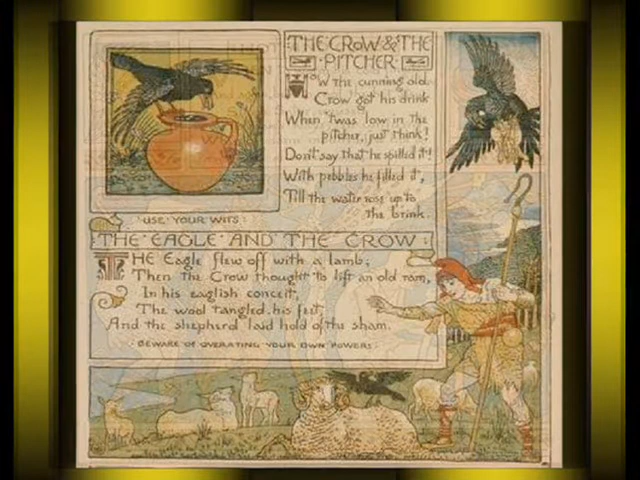 THE·CROW·&·THE
·PITCHER·
HOW the cunning old
Crow got his drink
When 'twas low in the
pitcher, just think!
Don't say that he spilled it!
With pebbles he filled it,
Till the water rose up to
the brink.
·USE·YOUR·WITS·
·THE·EAGLE·AND·THE·CROW·
THE Eagle flew off with a lamb;
Then the Crow thought to lift an old ram,
In his eaglish conceit,
The wool tangled his feet,
And the shepherd laid hold of the sham.
·BEWARE·OF·OVERATING·YOUR·OWN·POWERS·